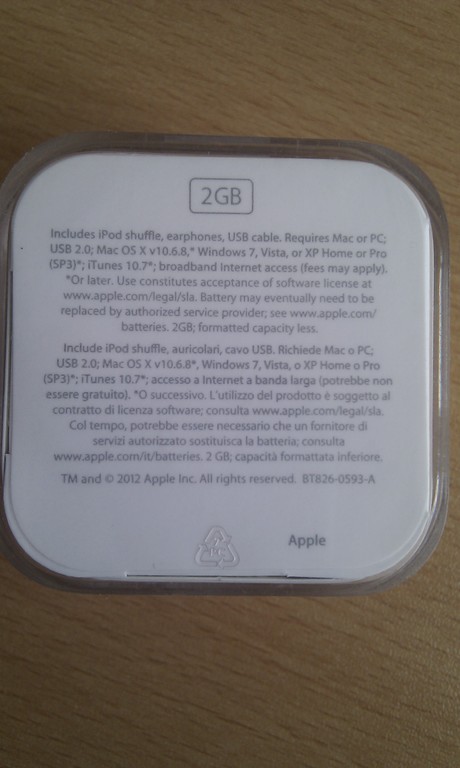 2GB
Includes iPod shuffle, earphones, USB cable. Requires Mac or PC;
USB 2.0; Mac OS X v10.6.8,* Windows 7, Vista, or XP Home or Pro
(SP3)*; iTunes 10.7*; broadband Internet access (fees may apply).
*Or later. Use constitutes acceptance of software license at
www.apple.com/legal/sla. Battery may eventually need to be
replaced by authorized service provider; see www.apple.com/
batteries. 2GB; formatted capacity less.
Include iPod shuffle, auricolari, cavo USB. Richiede Mac o PC;
USB 2.0; Mac OS X v10.6.8*, Windows 7, Vista, o XP Home o Pro
(SP3)*; iTunes 10.7*; accesso a Internet a banda larga (potrebbe non
essere gratuito). *O successivo. L'utilizzo del prodotto è soggetto al
contratto di licenza software; consulta www.apple.com/legal/sla.
Col tempo, potrebbe essere necessario che un fornitore di
servizi autorizzato sostituisca la batteria; consulta
www.apple.com/it/batteries. 2 GB; capacità formattata inferiore.
TM and © 2012 Apple Inc. All rights reserved. BT826-0593-A
Apple